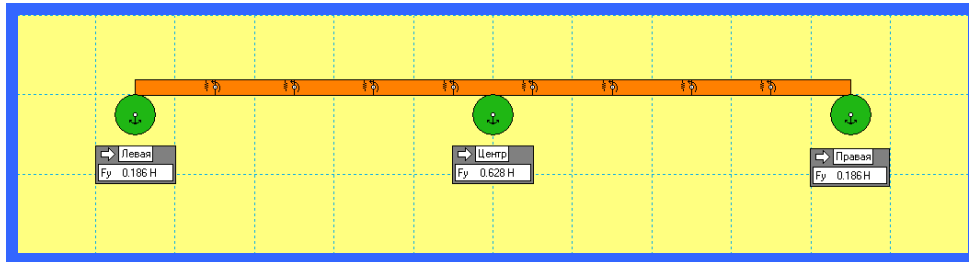 Левая
Fy 0.186 Н
Центр
Fy 0.628 Н
Правая
Fy 0.186 Н